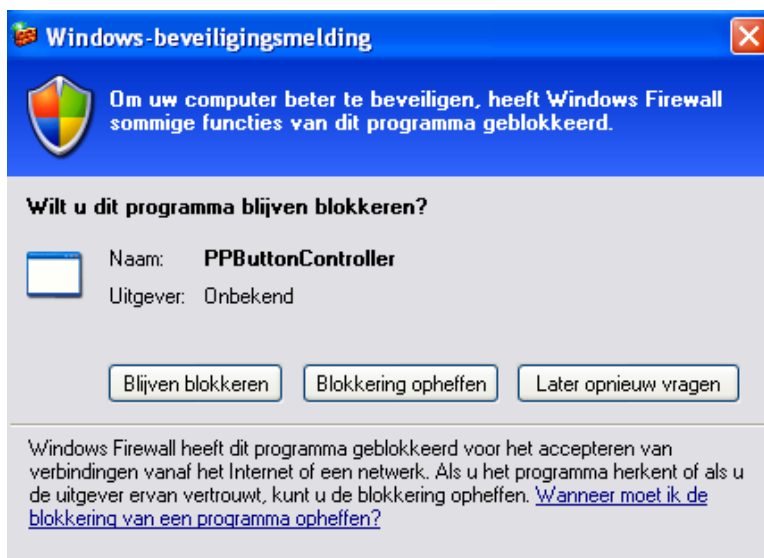 Windows-beveiligingsmelding
Om uw computer beter te beveiligen, heeft Windows Firewall
sommige functies van dit programma geblokkeerd.
Wilt u dit programma blijven blokkeren?
Naam: PPButtonController
Uitgever: Onbekend
Blijven blokkeren Blokkering opheffen Later opnieuw vragen
Windows Firewall heeft dit programma geblokkeerd voor het accepteren van
verbindingen vanaf het Internet of een netwerk. Als u het programma herkent of als u
de uitgever ervan vertrouwt, kunt u de blokkering opheffen. Wanneer moet ik de
blokkering van een programma opheffen?